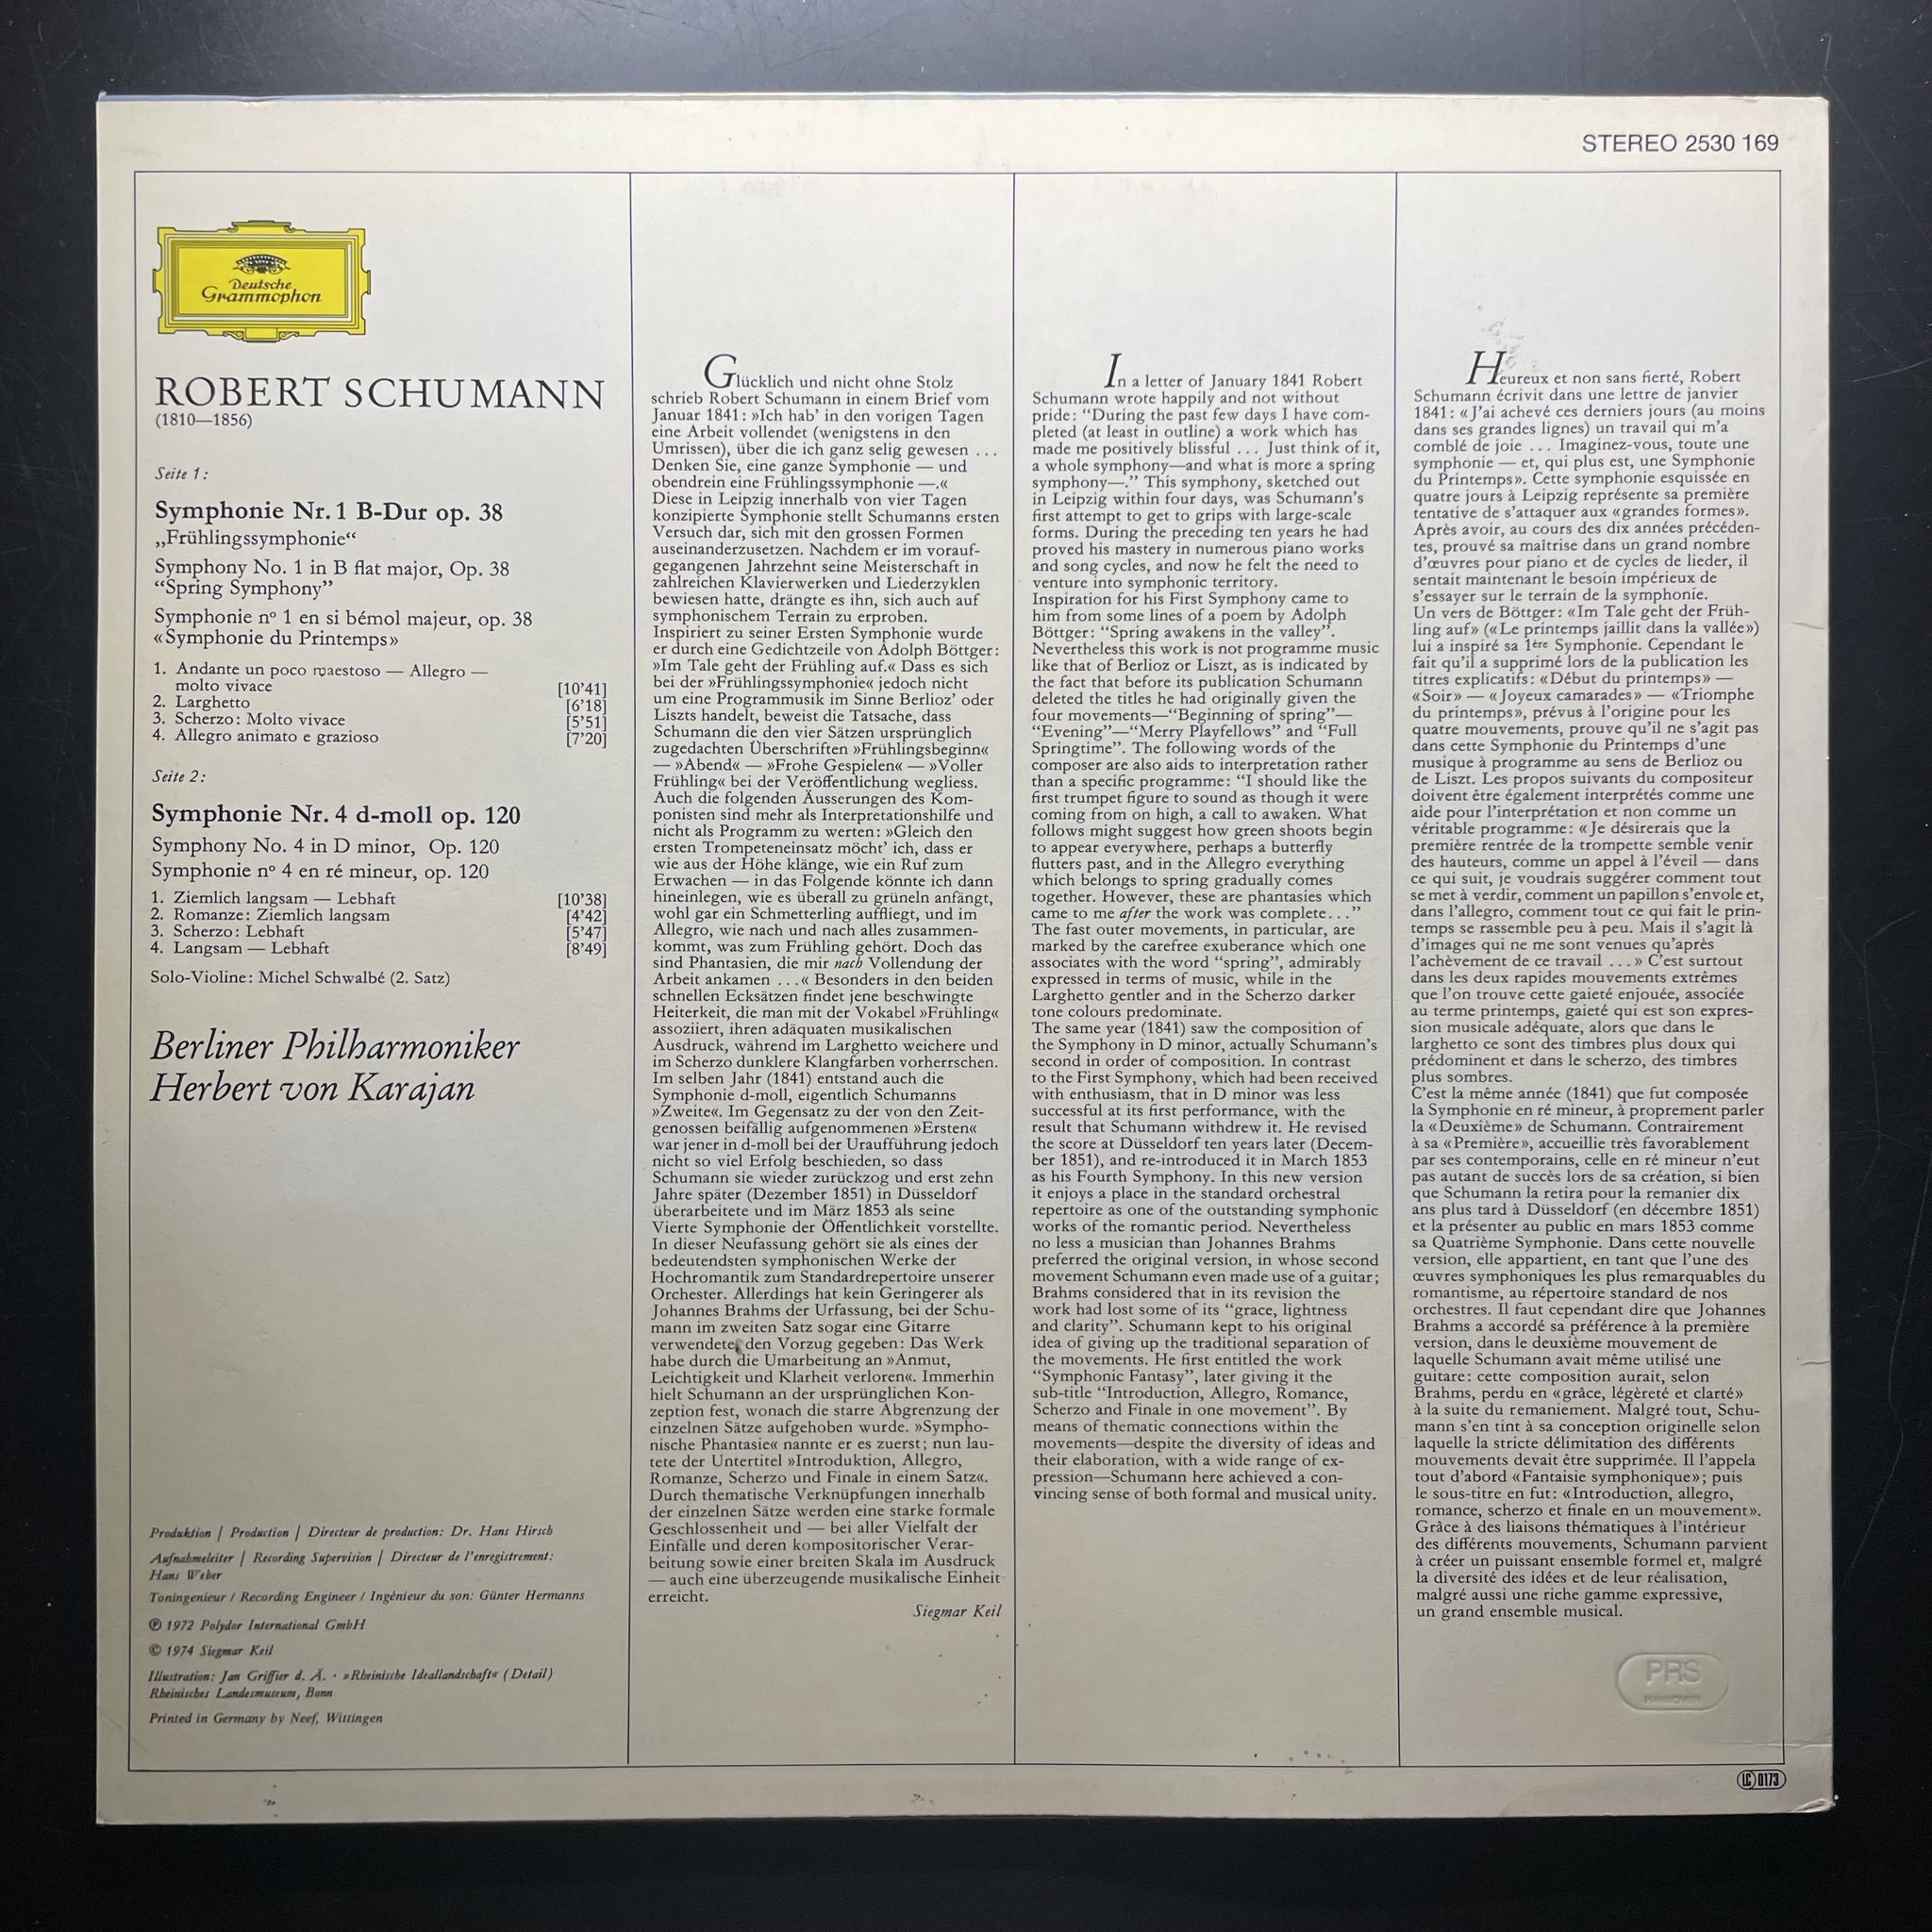 STEREO 2530 169
Deutsche
Grammophon
ROBERT SCHUMANN
(1810—1856)
Seite 1:
Symphonie Nr. 1 B-Dur op. 38
„Frühlingssymphonie“
Symphony No. 1 in B flat major, Op. 38
“Spring Symphony”
Symphonie nº 1 en si bémol majeur, op. 38
«Symphonie du Printemps»
1. Andante un poco maestoso — Allegro —
molto vivace [10’41]
2. Larghetto [6’18]
3. Scherzo: Molto vivace [5’51]
4. Allegro animato e grazioso [7’20]
Seite 2:
Symphonie Nr. 4 d-moll op. 120
Symphony No. 4 in D minor, Op. 120
Symphonie nº 4 en ré mineur, op. 120
1. Ziemlich langsam — Lebhaft [10’38]
2. Romanze: Ziemlich langsam [4’42]
3. Scherzo: Lebhaft [5’47]
4. Langsam — Lebhaft [8’49]
Solo-Violine: Michel Schwalbé (2. Satz)
Berliner Philharmoniker
Herbert von Karajan
Produktion | Production | Directeur de production: Dr. Hans Hirsch
Aufnahmeleiter | Recording Supervision | Directeur de l’enregistrement:
Hans Weber
Toningenieur / Recording Engineer / Ingénieur du son: Günter Hermanns
℗ 1972 Polydor International GmbH
© 1974 Siegmar Keil
Illustration: Jan Griffier d. Ä. · »Rheinische Ideallandschaft« (Detail)
Rheinisches Landesmuseum, Bonn
Printed in Germany by Neef, Wittingen
Glücklich und nicht ohne Stolz
schrieb Robert Schumann in einem Brief vom
Januar 1841: »Ich hab’ in den vorigen Tagen
eine Arbeit vollendet (wenigstens in den
Umrissen), über die ich ganz selig gewesen ...
Denken Sie, eine ganze Symphonie — und
obendrein eine Frühlingssymphonie —.«
Diese in Leipzig innerhalb von vier Tagen
konzipierte Symphonie stellt Schumanns ersten
Versuch dar, sich mit den grossen Formen
auseinanderzusetzen. Nachdem er im vorauf-
gegangenen Jahrzehnt seine Meisterschaft in
zahlreichen Klavierwerken und Liederzyklen
bewiesen hatte, drängte es ihn, sich auch auf
symphonischem Terrain zu erproben.
Inspiriert zu seiner Ersten Symphonie wurde
er durch eine Gedichtzeile von Adolph Böttger:
»Im Tale geht der Frühling auf.« Dass es sich
bei der »Frühlingssymphonie« jedoch nicht
um eine Programmusik im Sinne Berlioz’ oder
Liszts handelt, beweist die Tatsache, dass
Schumann die den vier Sätzen ursprünglich
zugedachten Überschriften »Frühlingsbeginn«
— »Abend« — »Frohe Gespielen« — »Voller
Frühling« bei der Veröffentlichung wegliess.
Auch die folgenden Äusserungen des Kom-
ponisten sind mehr als Interpretationshilfe und
nicht als Programm zu werten: »Gleich den
ersten Trompeteneinsatz möcht’ ich, dass er
wie aus der Höhe klänge, wie ein Ruf zum
Erwachen — in das Folgende könnte ich dann
hineinlegen, wie es überall zu grüneln anfängt,
wohl gar ein Schmetterling auffliegt, und im
Allegro, wie nach und nach alles zusammen-
kommt, was zum Frühling gehört. Doch das
sind Phantasien, die mir nach Vollendung der
Arbeit ankamen ...« Besonders in den beiden
schnellen Ecksätzen findet jene beschwingte
Heiterkeit, die man mit der Vokabel »Frühling«
assoziiert, ihren adäquaten musikalischen
Ausdruck, während im Larghetto weichere und
im Scherzo dunklere Klangfarben vorherrschen.
Im selben Jahr (1841) entstand auch die
Symphonie d-moll, eigentlich Schumanns
»Zweite«. Im Gegensatz zu der von den Zeit-
genossen beifällig aufgenommenen »Ersten«
war jener in d-moll bei der Uraufführung jedoch
nicht so viel Erfolg beschieden, so dass
Schumann sie wieder zurückzog und erst zehn
Jahre später (Dezember 1851) in Düsseldorf
überarbeitete und im März 1853 als seine
Vierte Symphonie der Öffentlichkeit vorstellte.
In dieser Neufassung gehört sie als eines der
bedeutendsten symphonischen Werke der
Hochromantik zum Standardrepertoire unserer
Orchester. Allerdings hat kein Geringerer als
Johannes Brahms der Urfassung, bei der Schu-
mann im zweiten Satz sogar eine Gitarre
verwendete, den Vorzug gegeben: Das Werk
habe durch die Umarbeitung an »Anmut,
Leichtigkeit und Klarheit verloren«. Immerhin
hielt Schumann an der ursprünglichen Kon-
zeption fest, wonach die starre Abgrenzung der
einzelnen Sätze aufgehoben wurde. »Sympho-
nische Phantasie« nannte er es zuerst; nun lau-
tete der Untertitel »Introduktion, Allegro,
Romanze, Scherzo und Finale in einem Satz«.
Durch thematische Verknüpfungen innerhalb
der einzelnen Sätze werden eine starke formale
Geschlossenheit und — bei aller Vielfalt der
Einfälle und deren kompositorischer Verar-
beitung sowie einer breiten Skala im Ausdruck
— auch eine überzeugende musikalische Einheit
erreicht.
Siegmar Keil
In a letter of January 1841 Robert
Schumann wrote happily and not without
pride: “During the past few days I have com-
pleted (at least in outline) a work which has
made me positively blissful ... Just think of it,
a whole symphony—and what is more a spring
symphony—.” This symphony, sketched out
in Leipzig within four days, was Schumann’s
first attempt to get to grips with large-scale
forms. During the preceding ten years he had
proved his mastery in numerous piano works
and song cycles, and now he felt the need to
venture into symphonic territory.
Inspiration for his First Symphony came to
him from some lines of a poem by Adolph
Böttger: “Spring awakens in the valley”.
Nevertheless this work is not programme music
like that of Berlioz or Liszt, as is indicated by
the fact that before its publication Schumann
deleted the titles he had originally given the
four movements—“Beginning of spring”—
“Evening”—“Merry Playfellows” and “Full
Springtime”. The following words of the
composer are also aids to interpretation rather
than a specific programme: “I should like the
first trumpet figure to sound as though it were
coming from on high, a call to awaken. What
follows might suggest how green shoots begin
to appear everywhere, perhaps a butterfly
flutters past, and in the Allegro everything
which belongs to spring gradually comes
together. However, these are phantasies which
came to me after the work was complete...”
The fast outer movements, in particular, are
marked by the carefree exuberance which one
associates with the word “spring”, admirably
expressed in terms of music, while in the
Larghetto gentler and in the Scherzo darker
tone colours predominate.
The same year (1841) saw the composition of
the Symphony in D minor, actually Schumann’s
second in order of composition. In contrast
to the First Symphony, which had been received
with enthusiasm, that in D minor was less
successful at its first performance, with the
result that Schumann withdrew it. He revised
the score at Düsseldorf ten years later (Decem-
ber 1851), and re-introduced it in March 1853
as his Fourth Symphony. In this new version
it enjoys a place in the standard orchestral
repertoire as one of the outstanding symphonic
works of the romantic period. Nevertheless
no less a musician than Johannes Brahms
preferred the original version, in whose second
movement Schumann even made use of a guitar;
Brahms considered that in its revision the
work had lost some of its “grace, lightness
and clarity”. Schumann kept to his original
idea of giving up the traditional separation of
the movements. He first entitled the work
“Symphonic Fantasy”, later giving it the
sub-title “Introduction, Allegro, Romance,
Scherzo and Finale in one movement”. By
means of thematic connections within the
movements—despite the diversity of ideas and
their elaboration, with a wide range of ex-
pression—Schumann here achieved a con-
vincing sense of both formal and musical unity.
Heureux et non sans fierté, Robert
Schumann écrivit dans une lettre de janvier
1841: «J’ai achevé ces derniers jours (au moins
dans ses grandes lignes) un travail qui m’a
comblé de joie ... Imaginez-vous, toute une
symphonie — et, qui plus est, une Symphonie
du Printemps». Cette symphonie esquissée en
quatre jours à Leipzig représente sa première
tentative de s’attaquer aux «grandes formes».
Après avoir, au cours des dix années précéden-
tes, prouvé sa maîtrise dans un grand nombre
d’œuvres pour piano et de cycles de lieder, il
sentait maintenant le besoin impérieux de
s’essayer sur le terrain de la symphonie.
Un vers de Böttger: «Im Tale geht der Früh-
ling auf» («Le printemps jaillit dans la vallée»)
lui a inspiré sa 1ère Symphonie. Cependant le
fait qu’il a supprimé lors de la publication les
titres explicatifs: «Début du printemps» —
«Soir» — «Joyeux camarades» — «Triomphe
du printemps», prévus à l’origine pour les
quatre mouvements, prouve qu’il ne s’agit pas
dans cette Symphonie du Printemps d’une
musique à programme au sens de Berlioz ou
de Liszt. Les propos suivants du compositeur
doivent être également interprétés comme une
aide pour l’interprétation et non comme un
véritable programme: «Je désirerais que la
première rentrée de la trompette semble venir
des hauteurs, comme un appel à l’éveil — dans
ce qui suit, je voudrais suggérer comment tout
se met à verdir, comment un papillon s’envole et,
dans l’allegro, comment tout ce qui fait le prin-
temps se rassemble peu à peu. Mais il s’agit là
d’images qui ne me sont venues qu’après
l’achèvement de ce travail ...» C’est surtout
dans les deux rapides mouvements extrêmes
que l’on trouve cette gaieté enjouée, associée
au terme printemps, gaieté qui est son expres-
sion musicale adéquate, alors que dans le
larghetto ce sont des timbres plus doux qui
prédominent et dans le scherzo, des timbres
plus sombres.
C’est la même année (1841) que fut composée
la Symphonie en ré mineur, à proprement parler
la «Deuxième» de Schumann. Contrairement
à sa «Première», accueillie très favorablement
par ses contemporains, celle en ré mineur n’eut
pas autant de succès lors de sa création, si bien
que Schumann la retira pour la remanier dix
ans plus tard à Düsseldorf (en décembre 1851)
et la présenter au public en mars 1853 comme
sa Quatrième Symphonie. Dans cette nouvelle
version, elle appartient, en tant que l’une des
œuvres symphoniques les plus remarquables du
romantisme, au répertoire standard de nos
orchestres. Il faut cependant dire que Johannes
Brahms a accordé sa préférence à la première
version, dans le deuxième mouvement de
laquelle Schumann avait même utilisé une
guitare: cette composition aurait, selon
Brahms, perdu en «grâce, légèreté et clarté»
à la suite du remaniement. Malgré tout, Schu-
mann s’en tint à sa conception originelle selon
laquelle la stricte délimitation des différents
mouvements devait être supprimée. Il l’appela
tout d’abord «Fantaisie symphonique»; puis
le sous-titre en fut: «Introduction, allegro,
romance, scherzo et finale en un mouvement».
Grâce à des liaisons thématiques à l’intérieur
des différents mouvements, Schumann parvient
à créer un puissant ensemble formel et, malgré
la diversité des idées et de leur réalisation,
malgré aussi une riche gamme expressive,
un grand ensemble musical.
PRS
HANNOVER
LC 0173